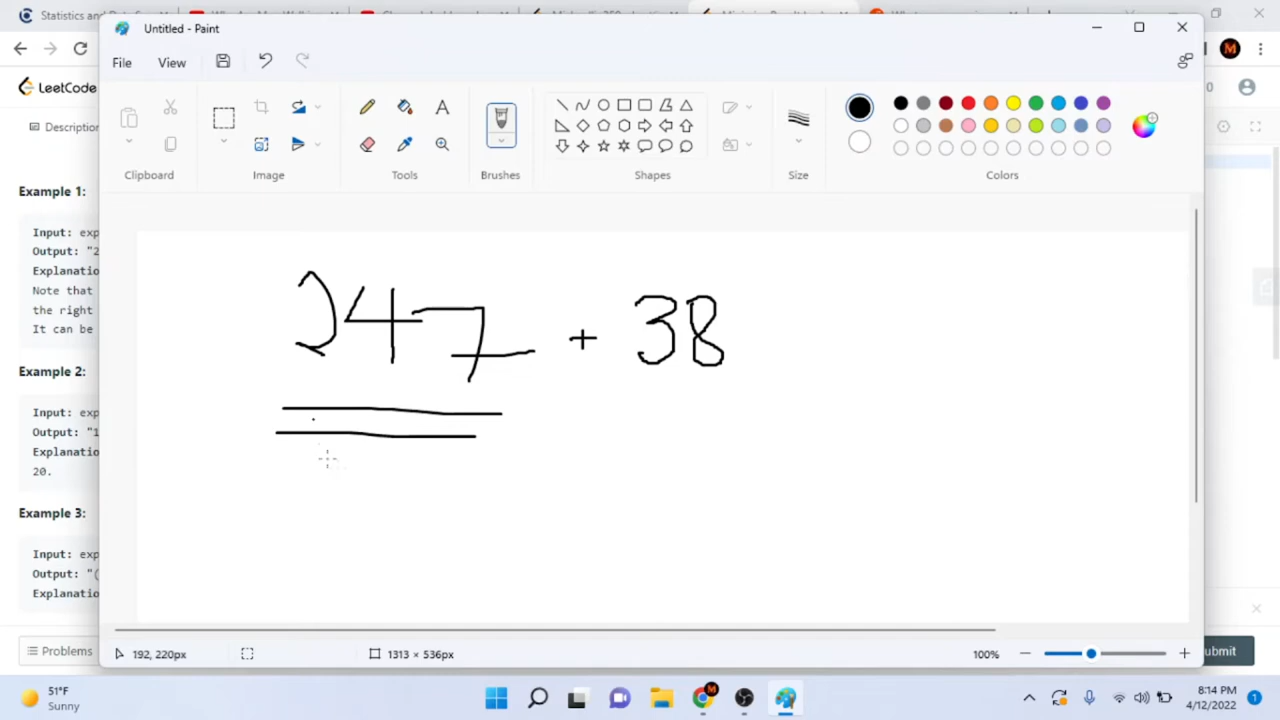 Statistics and Da
Untitled - Paint
File View
LeetCode
Description
Clipboard Image Tools Brushes Shapes Size Colors
Example 1:
Input: exp
Output: "2
Explanatio
Note that
the right
It can be
247 + 38
Example 2:
Input: exp
Output: "1
Explanatio
20.
Example 3:
Input: exp
Output: "(
Explanatio
Problems
ubmit
192, 220px
1313 × 536px
100%
51°F
Sunny
8:14 PM
4/12/2022
1